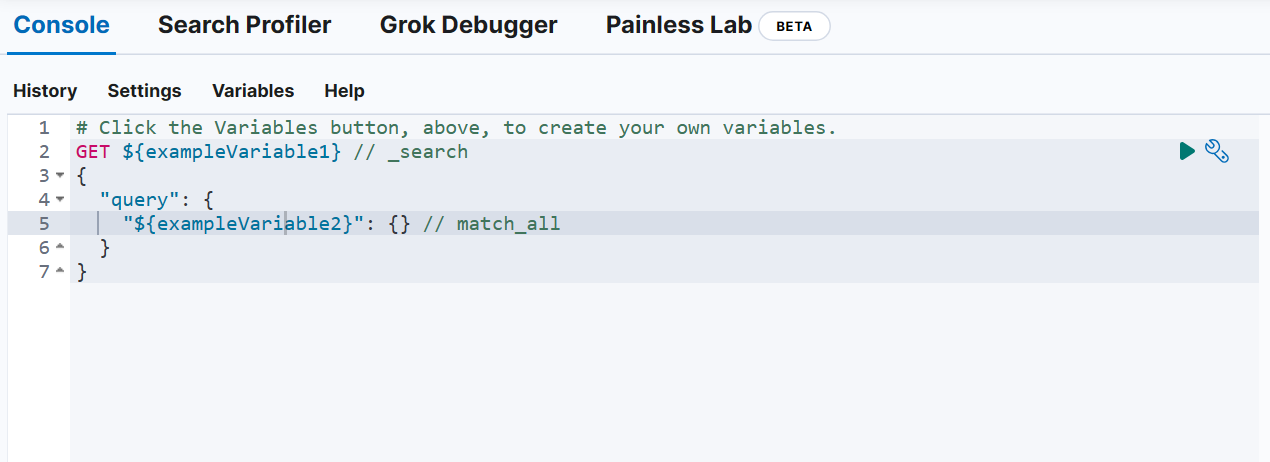 Console Search Profiler Grok Debugger Painless Lab BETA
History Settings Variables Help
1 # Click the Variables button, above, to create your own variables.
2 GET ${exampleVariable1} // _search
3 {
4 "query": {
5 "${exampleVariable2}": {} // match_all
6 }
7 }